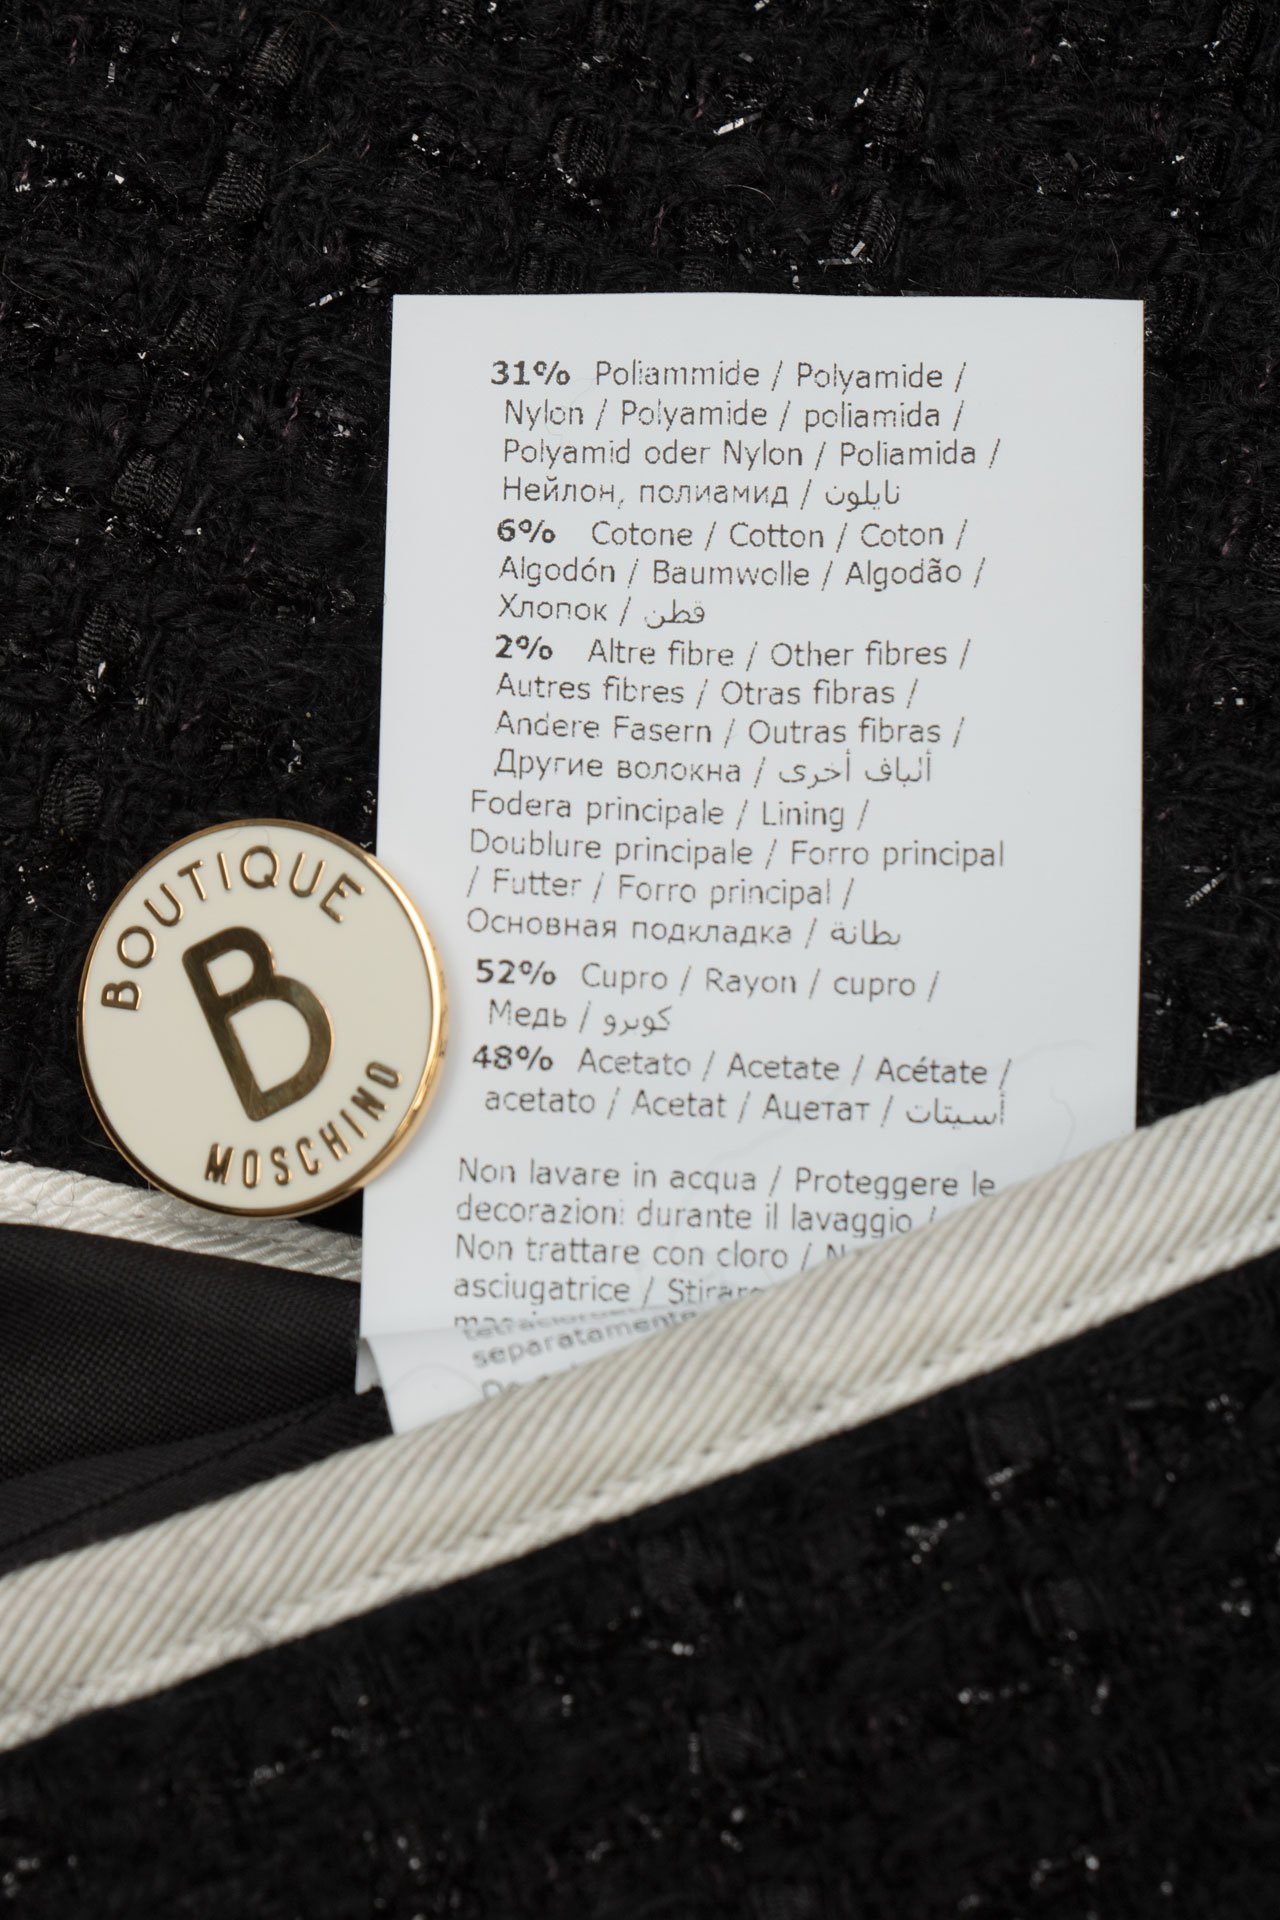 31% Poliammide / Polyamide /
Nylon / Polyamide / poliamida /
Polyamid oder Nylon / Poliamida /
Нейлон, полиамид / نايلون
6% Cotone / Cotton / Coton /
Algodón / Baumwolle / Algodão /
Хлопок / قطن
2% Altre fibre / Other fibres /
Autres fibres / Otras fibras /
Andere Fasern / Outras fibras /
Другие волокна / ألياف أخرى
Fodera principale / Lining /
Doublure principale / Forro principal
/ Futter / Forro principal /
Основная подкладка / بطانة
52% Cupro / Rayon / cupro /
Медь / كوبرو
48% Acetato / Acetate / Acétate /
acetato / Acetat / Ацетат / أسيتات
Non lavare in acqua / Proteggere le
decorazioni durante il lavaggio /
Non trattare con cloro /
asciugatrice /
separatamente
BOUTIQUE
B
MOSCHINO